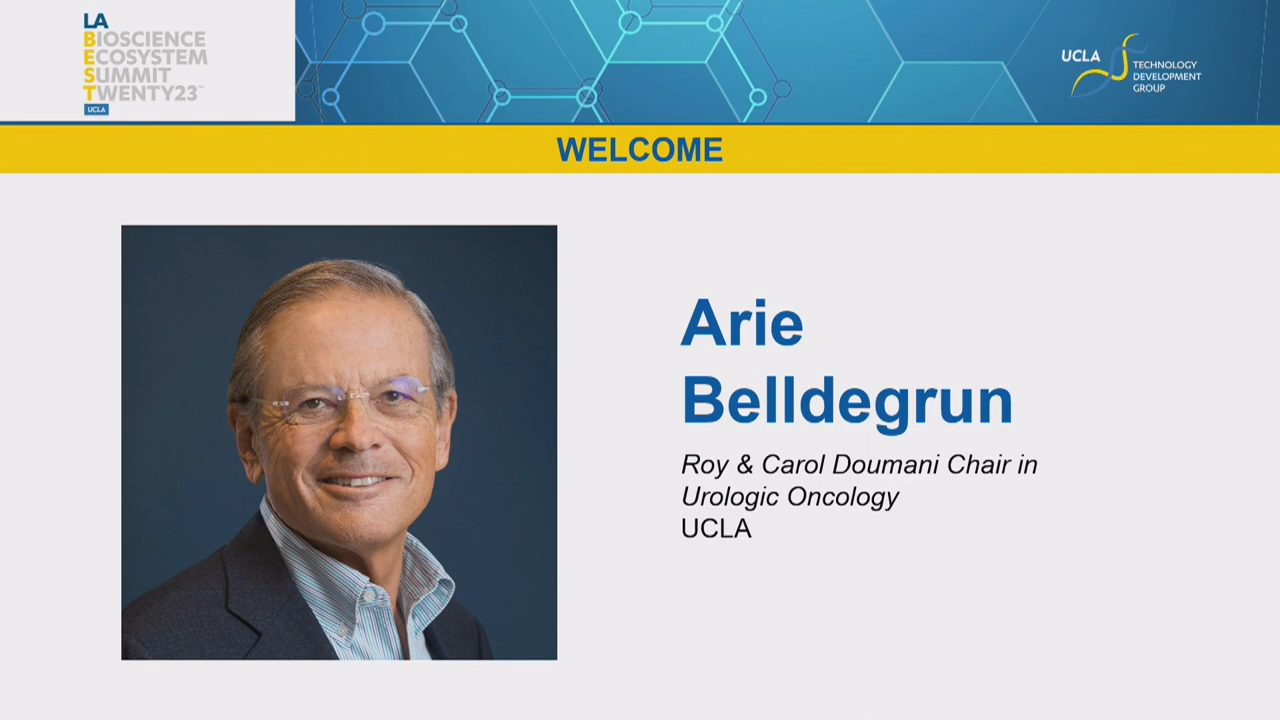 LA
BIOSCIENCE
ECOSYSTEM
SUMMIT
TWENTY23™
UCLA
UCLA
TECHNOLOGY
DEVELOPMENT
GROUP
WELCOME
Arie
Belldegrun
Roy & Carol Doumani Chair in
Urologic Oncology
UCLA